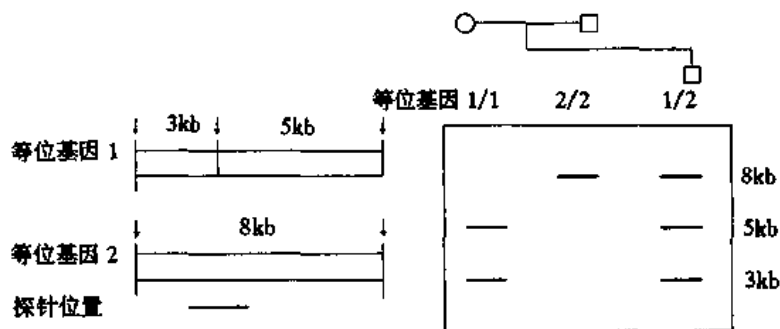 等位基因 1/1 2/2 1/2
3kb 5kb
等位基因 1
8kb
等位基因 2
探针位置
8kb
5kb
3kb